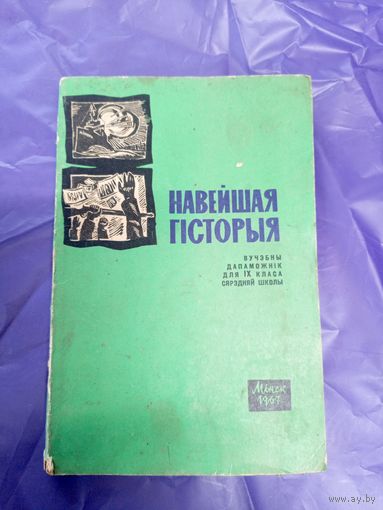 НАВЕЙШАЯ
ГІСТОРЫЯ
ВУЧЭБНЫ
ДАПАМОЖНІК
ДЛЯ IX КЛАСА
СЯРЭДНЯЙ ШКОЛЫ
Мінск
1967
www.ay.by